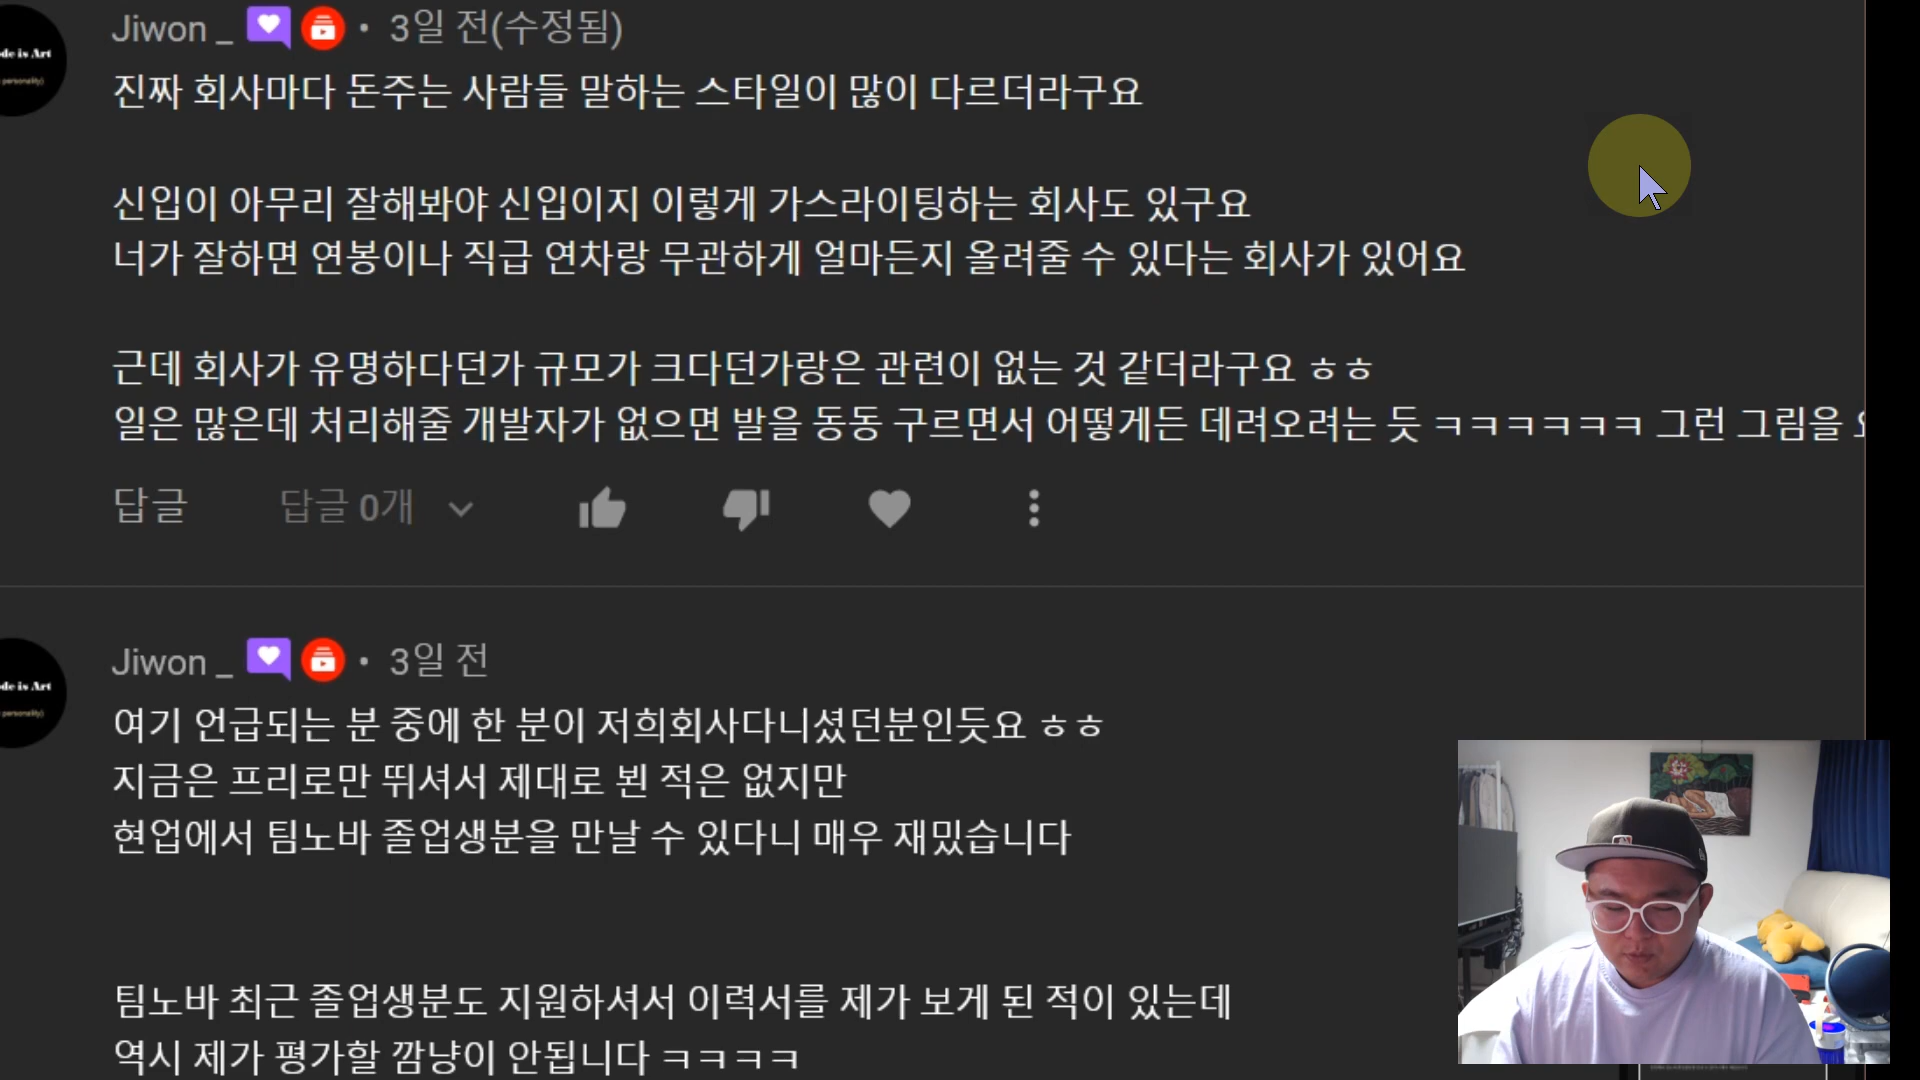 Jiwon _ • 3일 전(수정됨)
de is Art
personality)
진짜 회사마다 돈주는 사람들 말하는 스타일이 많이 다르더라구요
신입이 아무리 잘해봐야 신입이지 이렇게 가스라이팅하는 회사도 있구요
너가 잘하면 연봉이나 직급 연차랑 무관하게 얼마든지 올려줄 수 있다는 회사가 있어요
근데 회사가 유명하다던가 규모가 크다던가랑은 관련이 없는 것 같더라구요 ㅎㅎ
일은 많은데 처리해줄 개발자가 없으면 발을 동동 구르면서 어떻게든 데려오려는 듯 ㅋㅋㅋㅋㅋㅋ 그런 그림을
답글 답글 0개
Jiwon _ • 3일 전
de is Art
personality)
여기 언급되는 분 중에 한 분이 저희회사다니셨던분인듯요 ㅎㅎ
지금은 프리로만 뛰셔서 제대로 뵌 적은 없지만
현업에서 팀노바 졸업생분을 만날 수 있다니 매우 재밌습니다
팀노바 최근 졸업생분도 지원하셔서 이력서를 제가 보게 된 적이 있는데
역시 제가 평가할 깜냥이 안됩니다 ㅋㅋㅋㅋ